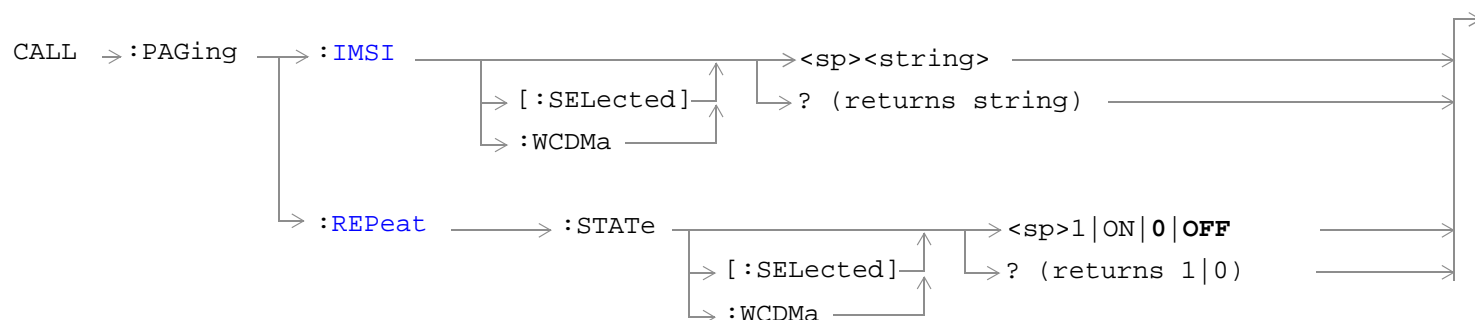 CALL :PAGing :IMSI <sp><string>
[:SELected] ? (returns string)
:WCDMa
:REPeat :STATe <sp>1|ON|0|OFF
[:SELected] ? (returns 1|0)
:WCDMa